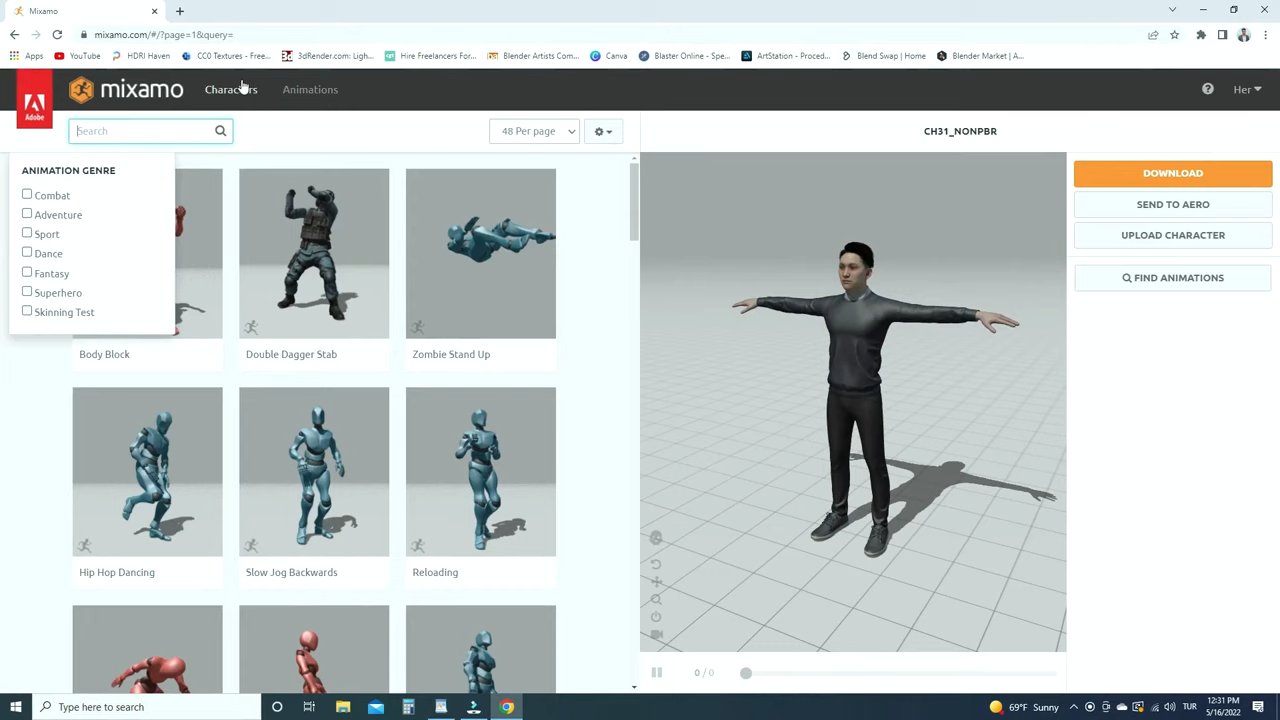 Mixamo
mixamo.com/#/?page=1&query=
Apps
YouTube
HDRI Haven
CC0 Textures - Free...
3dRender.com: Ligh...
Hire Freelancers For...
Blender Artists Com...
Canva
Blaster Online - Spe...
ArtStation - Proced...
Blend Swap | Home
Blender Market | A...
Adobe
mixamo
Characters
Animations
Her
Search
48 Per page
CH31_NONPBR
ANIMATION GENRE
Combat
Adventure
Sport
Dance
Fantasy
Superhero
Skinning Test
DOWNLOAD
SEND TO AERO
UPLOAD CHARACTER
FIND ANIMATIONS
Body Block
Double Dagger Stab
Zombie Stand Up
Hip Hop Dancing
Slow Jog Backwards
Reloading
0 / 0
Type here to search
69°F Sunny
TUR
12:31 PM
5/16/2022